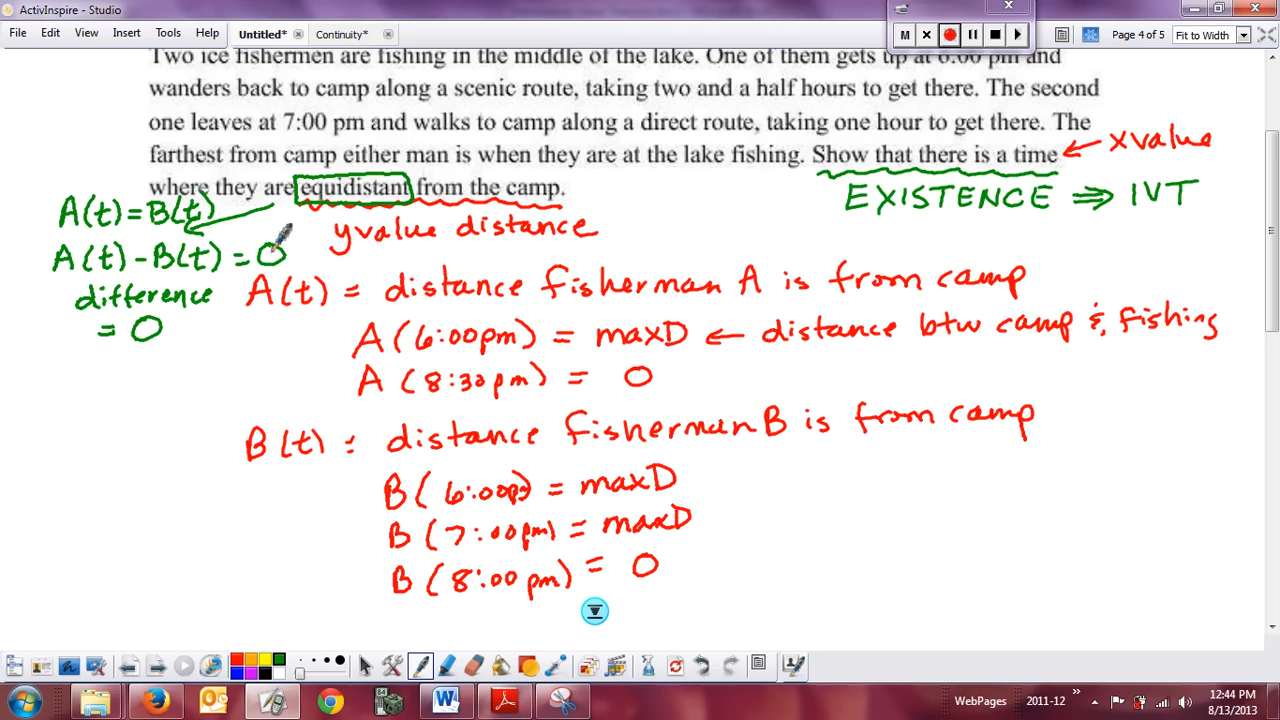 ActivInspire - Studio
File Edit View Insert Tools Help Untitled* Continuity* Page 4 of 5 Fit to Width
Two ice fishermen are fishing in the middle of the lake. One of them gets up at 6:00 pm and
wanders back to camp along a scenic route, taking two and a half hours to get there. The second
one leaves at 7:00 pm and walks to camp along a direct route, taking one hour to get there. The
farthest from camp either man is when they are at the lake fishing. Show that there is a time
← xvalue
where they are equidistant from the camp.
EXISTENCE ⇒ IVT
A(t)=B(t)
yvalue distance
A(t)-B(t)=0
difference
= 0
A(t) = distance fisherman A is from camp
A(6:00pm) = maxD ← distance btw camp & fishing
A(8:30pm) = 0
B(t) = distance fisherman B is from camp
B(6:00pm) = maxD
B(7:00pm) = maxD
B(8:00pm) = 0
WebPages 2011-12 » 12:44 PM
8/13/2013